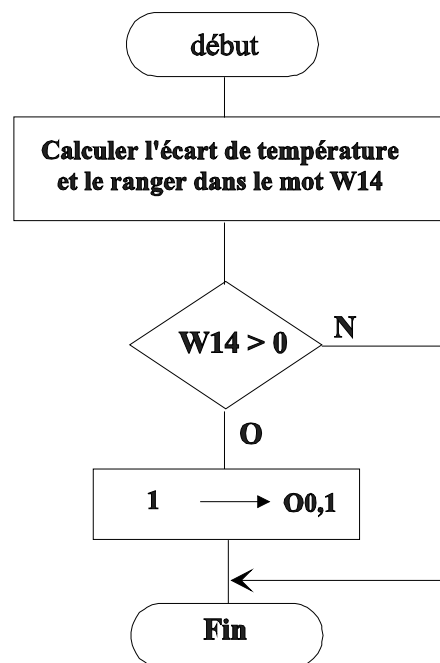 début
Calculer l'écart de température
et le ranger dans le mot W14
W14 > 0
N
O
1 → O0,1
Fin